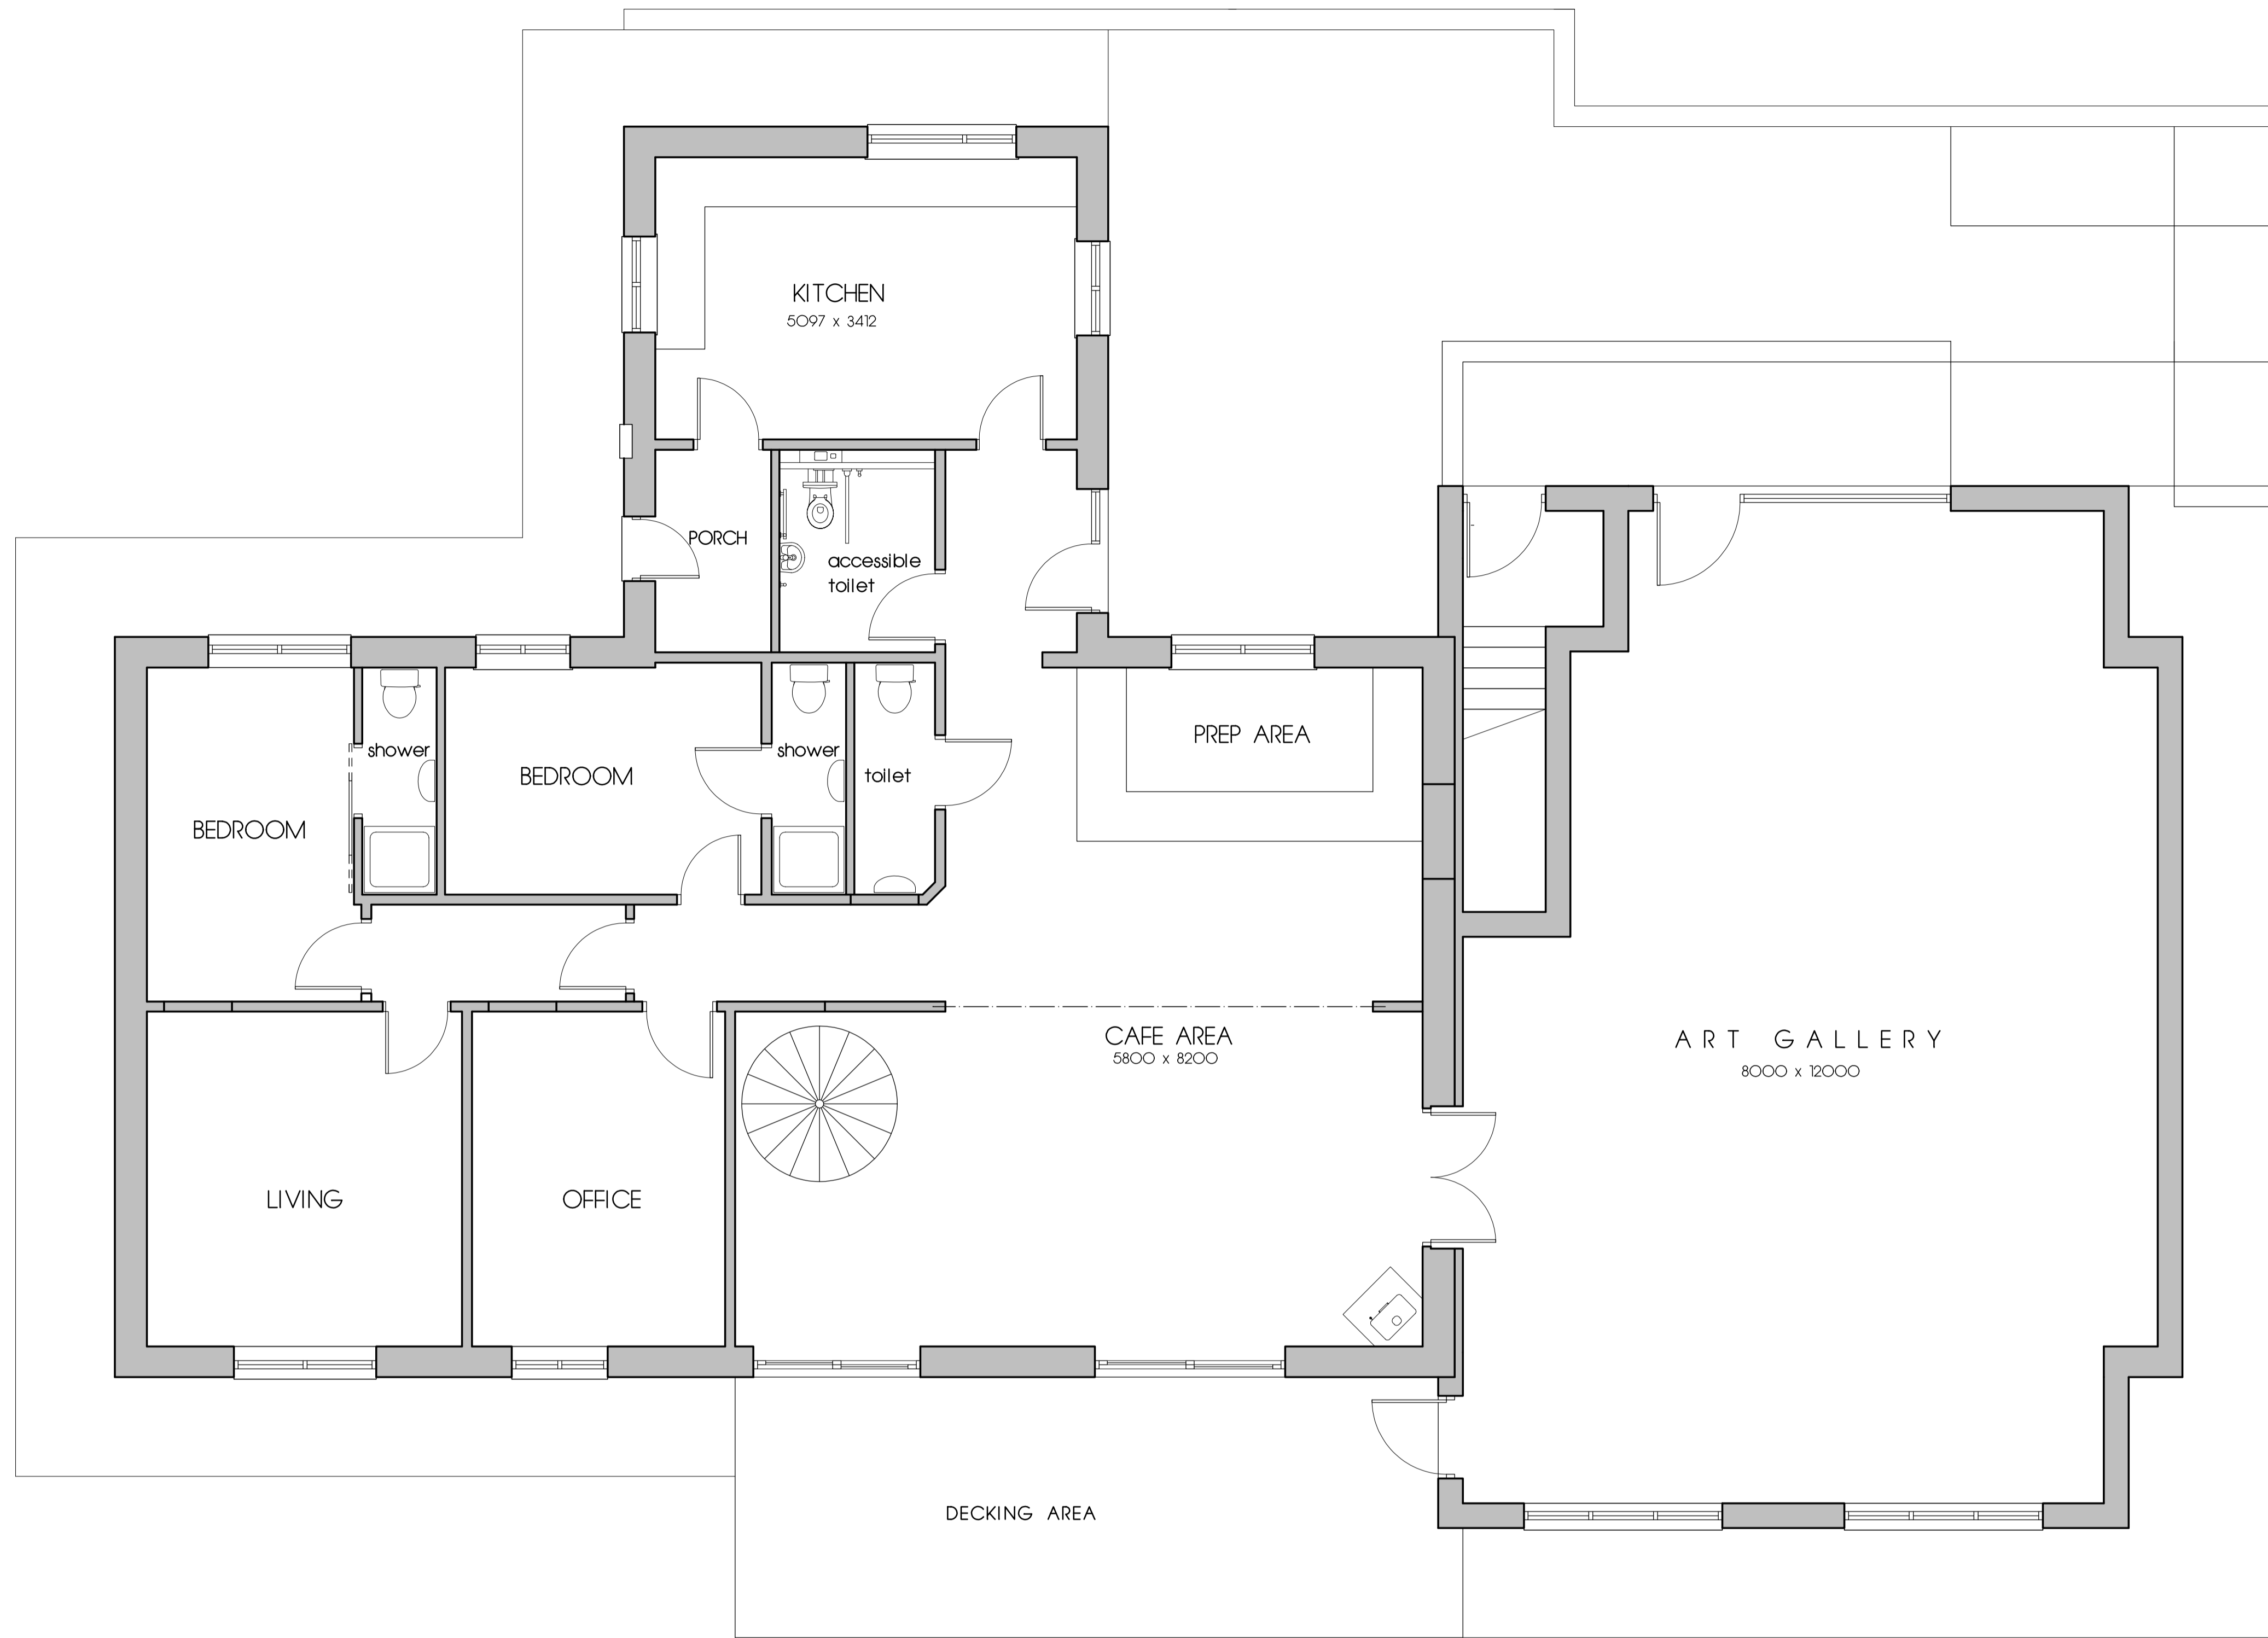 KITCHEN
5097 x 3412
PORCH
accessible
toilet
shower
BEDROOM
shower
toilet
PREP AREA
BEDROOM
CAFE AREA
5800 x 8200
ART GALLERY
8000 x 12000
LIVING
OFFICE
DECKING AREA